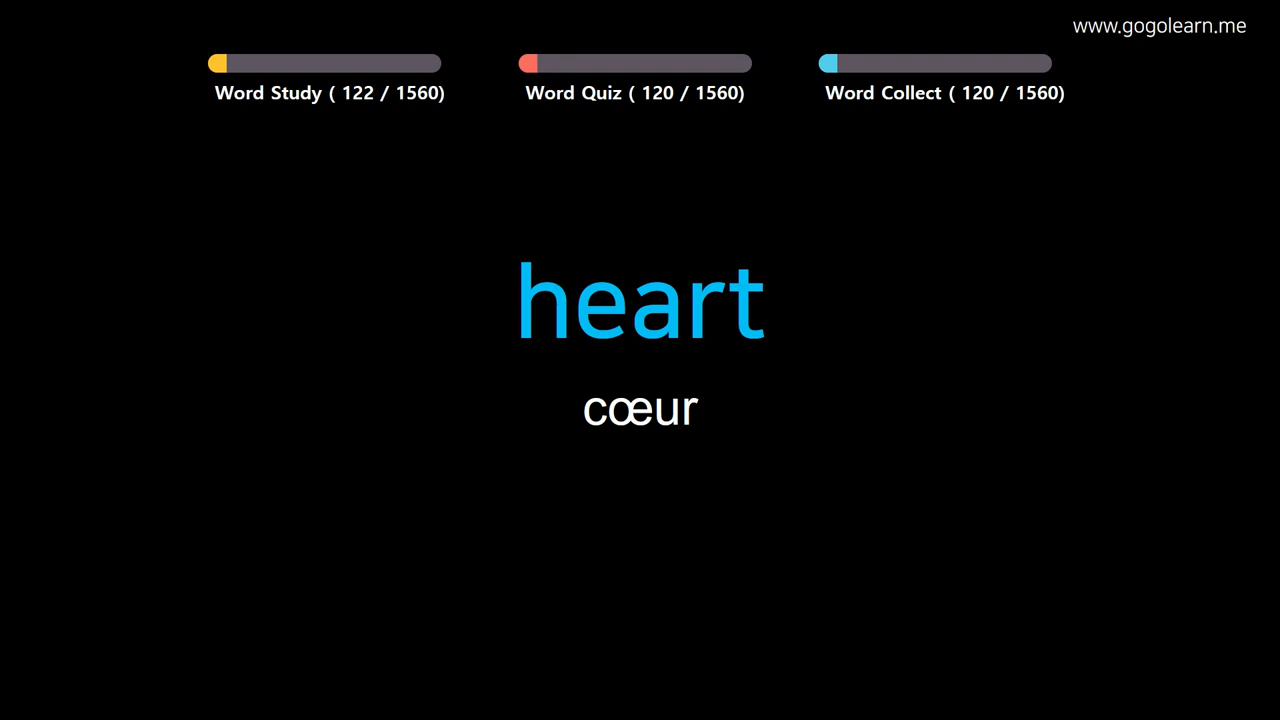 www.gogolearn.me
Word Study ( 122 / 1560)
Word Quiz ( 120 / 1560)
Word Collect ( 120 / 1560)
heart
cœur